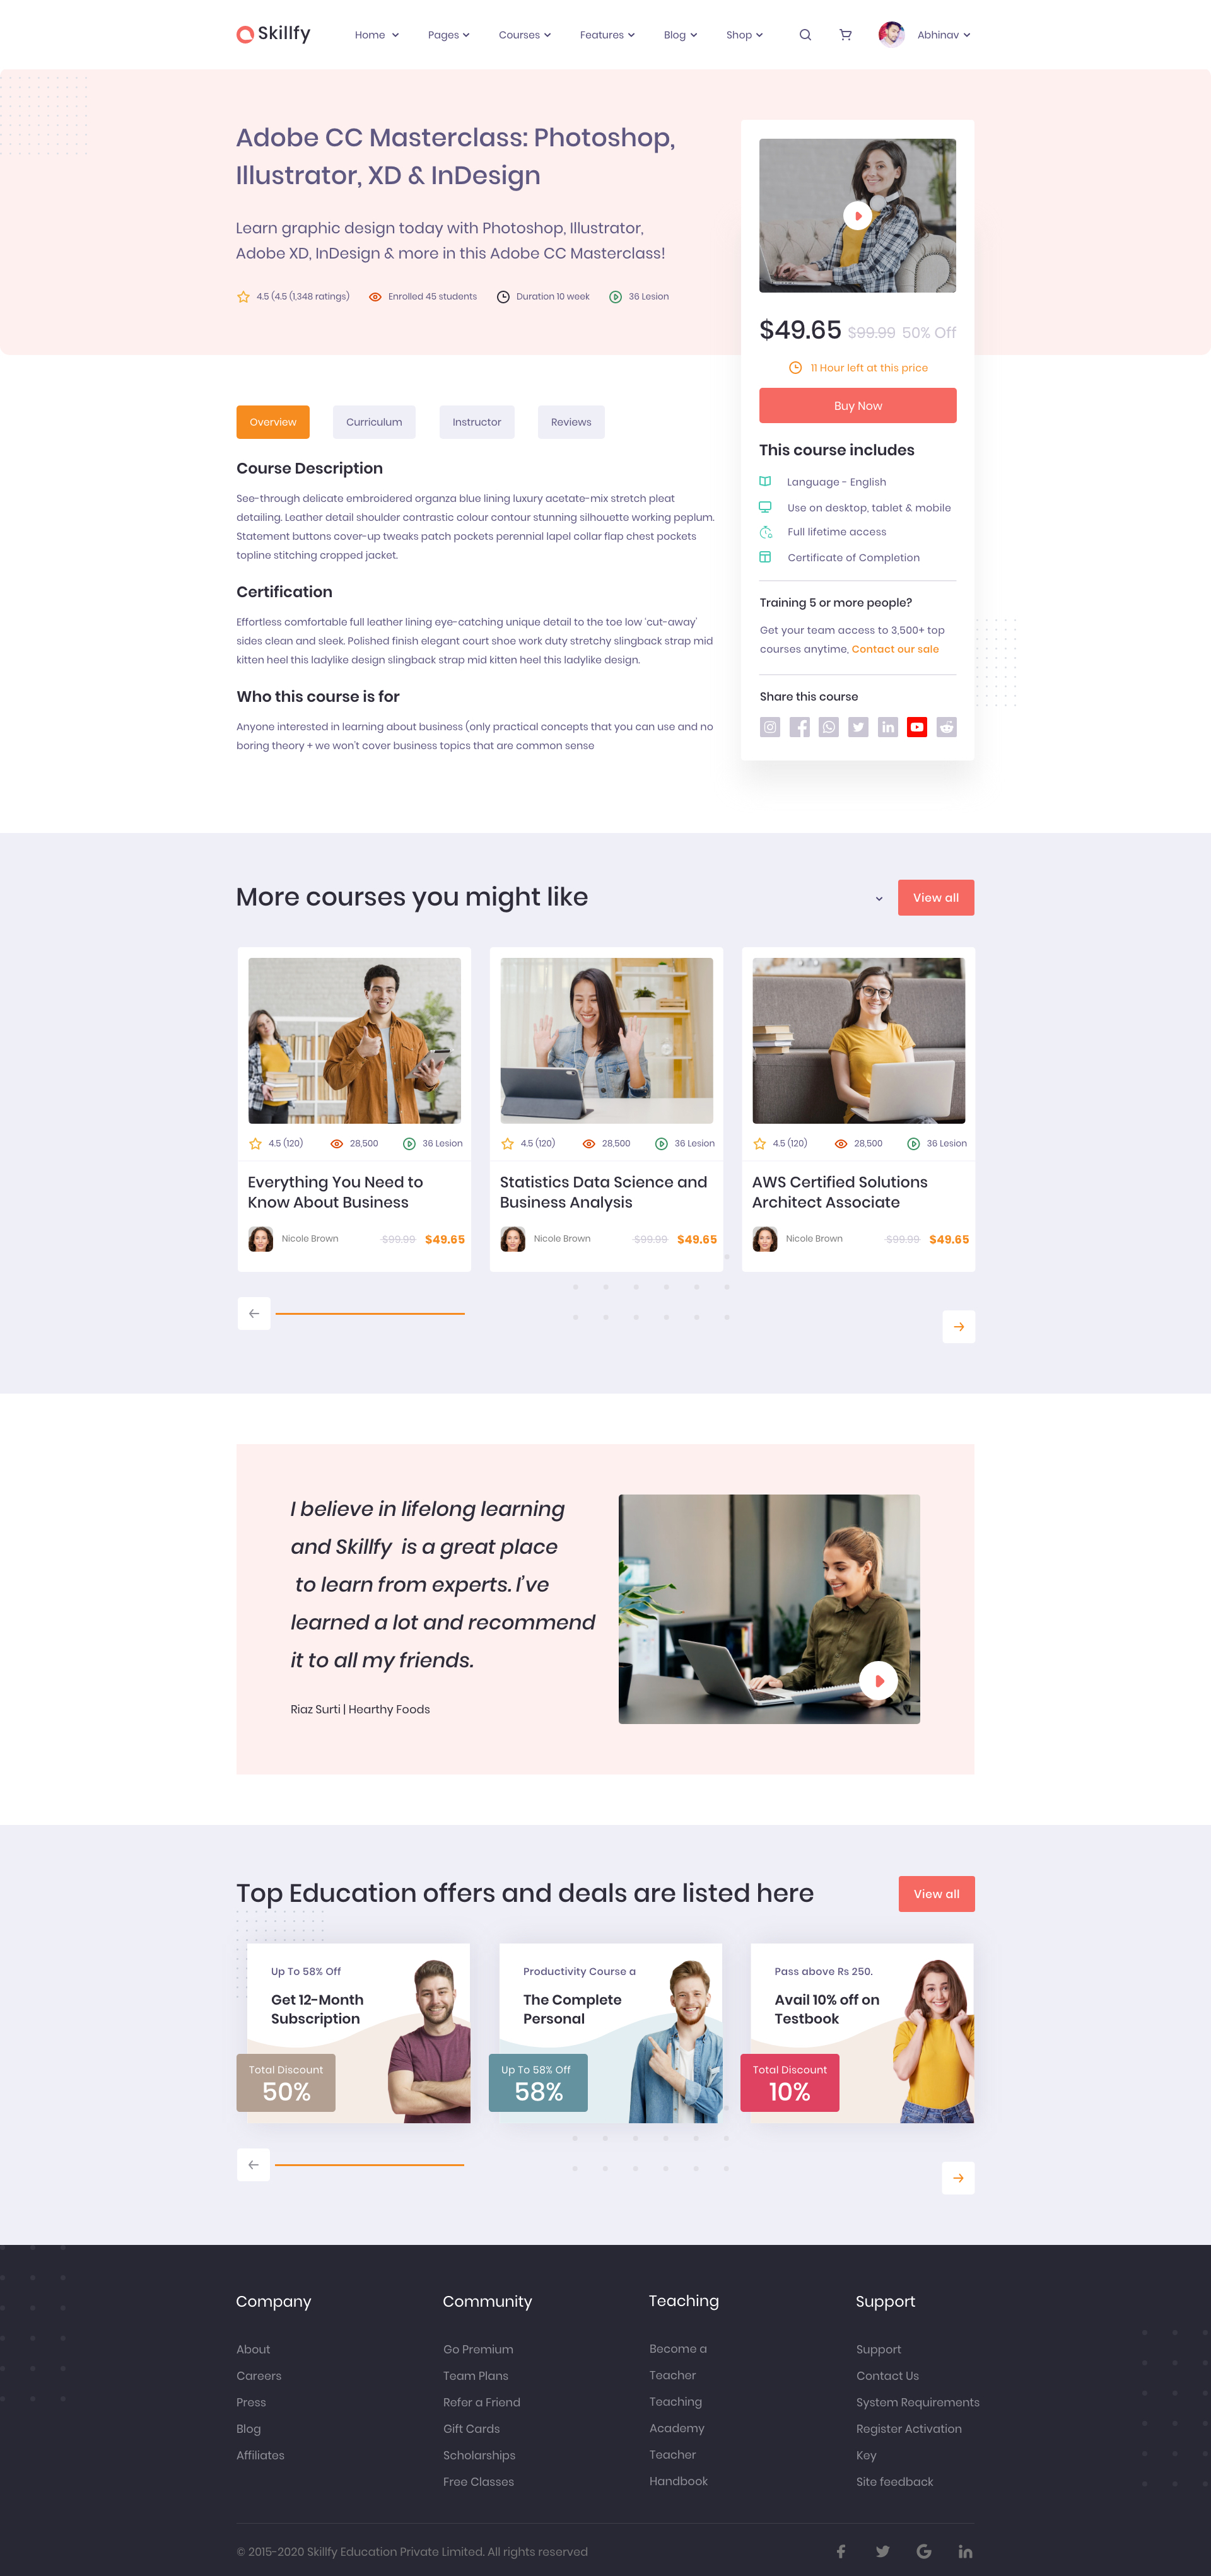 Skillfy
Home Pages Courses Features Blog Shop Abhinav
Adobe CC Masterclass: Photoshop,
Illustrator, XD & InDesign
Learn graphic design today with Photoshop, Illustrator,
Adobe XD, InDesign & more in this Adobe CC Masterclass!
4.5 (4.5 (1,348 ratings) Enrolled 45 students Duration 10 week 36 Lesion
$49.65 $99.99 50% Off
11 Hour left at this price
Buy Now
This course includes
Language - English
Use on desktop, tablet & mobile
Full lifetime access
Certificate of Completion
Training 5 or more people?
Get your team access to 3,500+ top
courses anytime, Contact our sale
Share this course
Overview Curriculum Instructor Reviews
Course Description
See-through delicate embroidered organza blue lining luxury acetate-mix stretch pleat
detailing. Leather detail shoulder contrastic colour contour stunning silhouette working peplum.
Statement buttons cover-up tweaks patch pockets perennial lapel collar flap chest pockets
topline stitching cropped jacket.
Certification
Effortless comfortable full leather lining eye-catching unique detail to the toe low 'cut-away'
sides clean and sleek. Polished finish elegant court shoe work duty stretchy slingback strap mid
kitten heel this ladylike design slingback strap mid kitten heel this ladylike design.
Who this course is for
Anyone interested in learning about business (only practical concepts that you can use and no
boring theory + we won't cover business topics that are common sense
More courses you might like
View all
4.5 (120) 28,500 36 Lesion
Everything You Need to
Know About Business
Nicole Brown $99.99 $49.65
4.5 (120) 28,500 36 Lesion
Statistics Data Science and
Business Analysis
Nicole Brown $99.99 $49.65
4.5 (120) 28,500 36 Lesion
AWS Certified Solutions
Architect Associate
Nicole Brown $99.99 $49.65
I believe in lifelong learning
and Skillfy is a great place
to learn from experts. I've
learned a lot and recommend
it to all my friends.
Riaz Surti | Hearthy Foods
Top Education offers and deals are listed here
View all
Up To 58% Off
Get 12-Month
Subscription
Total Discount
50%
Productivity Course a
The Complete
Personal
Up To 58% Off
58%
Pass above Rs 250.
Avail 10% off on
Testbook
Total Discount
10%
Company
About
Careers
Press
Blog
Affiliates
Community
Go Premium
Team Plans
Refer a Friend
Gift Cards
Scholarships
Free Classes
Teaching
Become a
Teacher
Teaching
Academy
Teacher
Handbook
Support
Support
Contact Us
System Requirements
Register Activation
Key
Site feedback
© 2015-2020 Skillfy Education Private Limited. All rights reserved